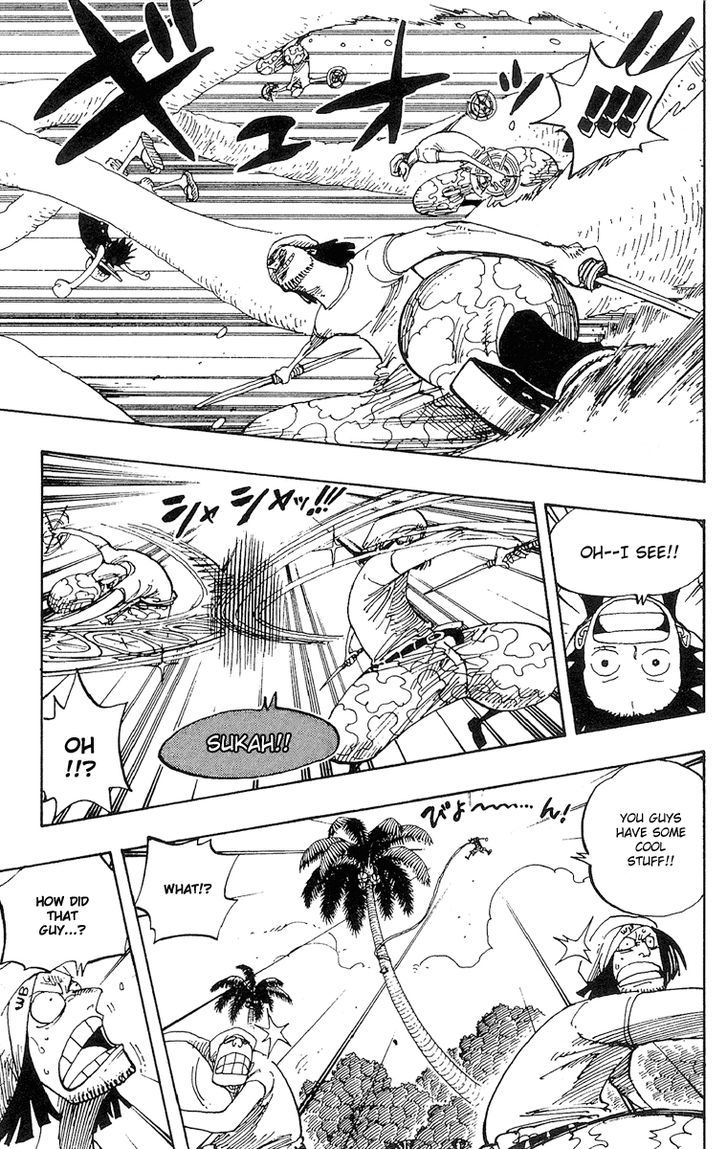 !!!
ギュオ
OH--I SEE!!
シャシャッ!!!
SUKAH!!
OH
!!?
YOU GUYS
HAVE SOME
COOL
STUFF!!
びよ〜〜……ん!
WB
WHAT!?
HOW DID
THAT
GUY...?
WB